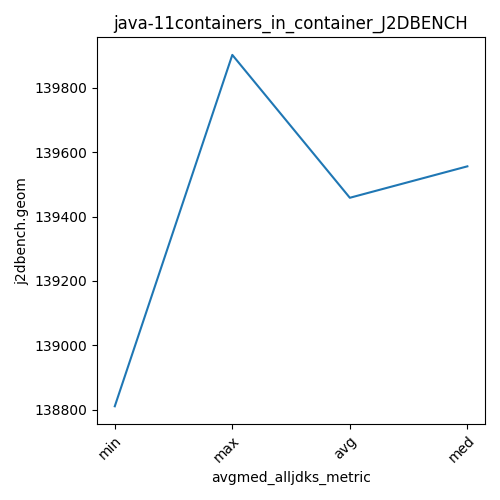 java-11containers_in_container_J2DBENCH
139800
139600
139400
139200
139000
138800
j2dbench.geom
min
max
avg
med
avgmed_alljdks_metric